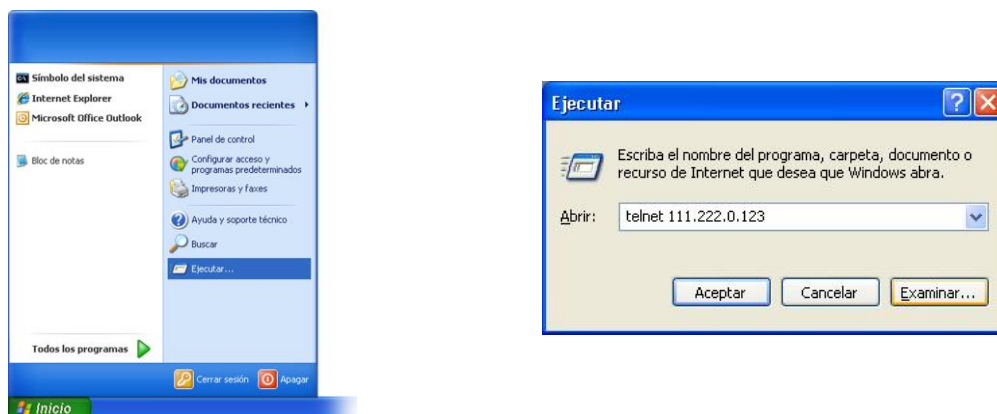 Símbolo del sistema
Internet Explorer
Microsoft Office Outlook
Bloc de notas
Todos los programas
Mis documentos
Documentos recientes
Panel de control
Configurar acceso y
programas predeterminados
Impresoras y faxes
Ayuda y soporte técnico
Buscar
Ejecutar...
Cerrar sesión
Apagar
Inicio
Ejecutar
Escriba el nombre del programa, carpeta, documento o
recurso de Internet que desea que Windows abra.
Abrir: telnet 111.222.0.123
Aceptar Cancelar Examinar...